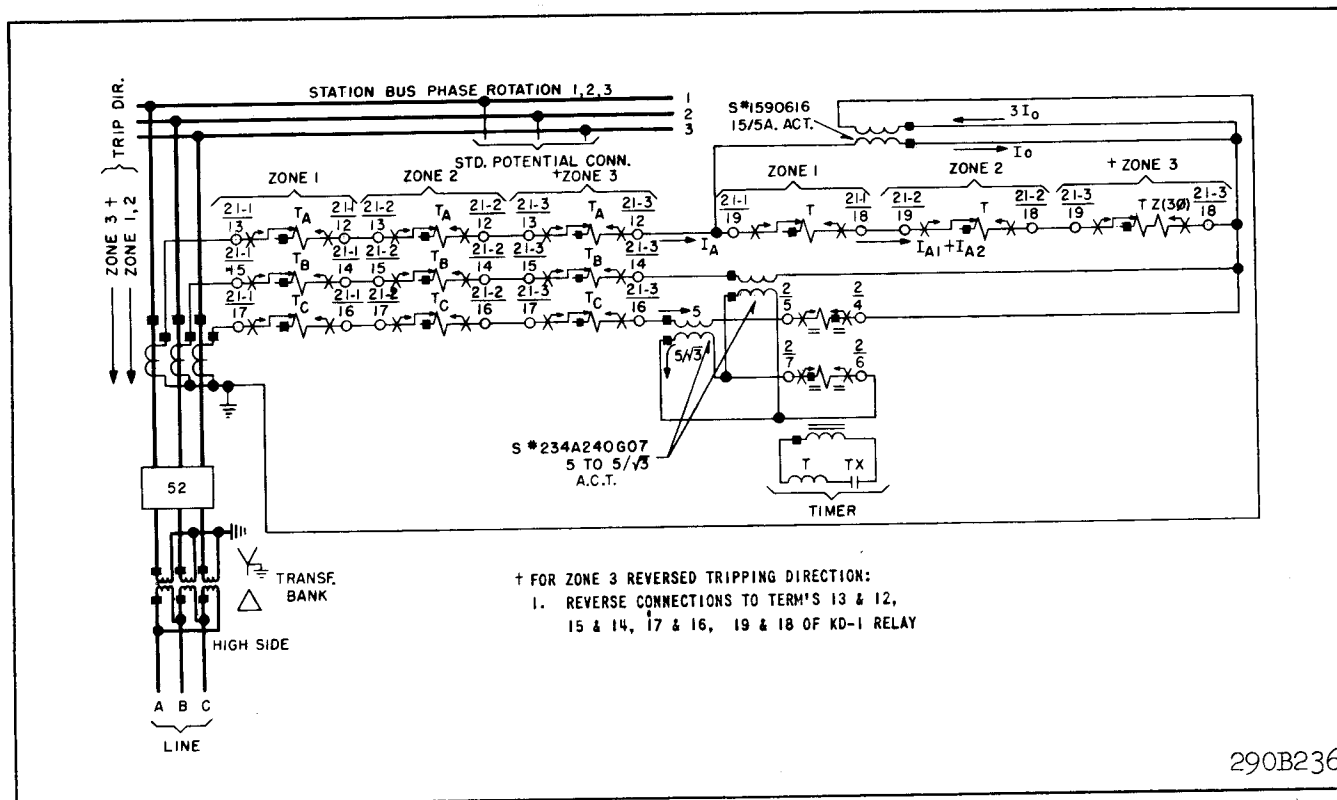 STATION BUS PHASE ROTATION 1,2,3
1
2
3
TRIP DIR.
ZONE 3 +
ZONE 1,2
STD. POTENTIAL CONN.
S#1590616
15/5A. ACT.
3I0
I0
ZONE 1
ZONE 2
+ZONE 3
ZONE 1
ZONE 2
+ ZONE 3
21-1
13
TA
21-1
12
21-2
13
TA
21-2
12
21-3
13
TA
21-3
12
IA
21-1
19
T
21-1
18
IA1 +IA2
21-2
19
T
21-2
18
21-3
19
T Z(3Ø)
21-3
18
21-1
15
TB
21-1
14
21-2
15
TB
21-2
14
21-3
15
TB
21-3
14
21-1
17
TC
21-1
16
21-2
17
TC
21-2
16
21-3
17
TC
21-3
16
5
5/√3
2
5
2
4
2
7
2
6
S#234A240G07
5 TO 5/√3
A.C.T.
T
TX
TIMER
52
TRANSF.
BANK
HIGH SIDE
A B C
LINE
+ FOR ZONE 3 REVERSED TRIPPING DIRECTION:
1. REVERSE CONNECTIONS TO TERM'S 13 & 12,
15 & 14, 17 & 16, 19 & 18 OF KD-1 RELAY
290B236